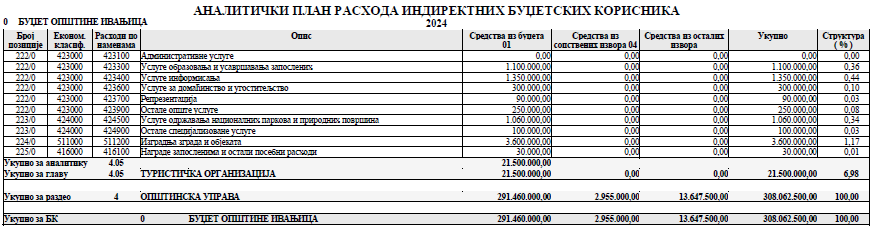 АНАЛИТИЧКИ ПЛАН РАСХОДА ИНДИРЕКТНИХ БУЏЕТСКИХ КОРИСНИКА
0 БУЏЕТ ОПШТИНЕ ИВАЊИЦА 2024
Број позиције Економ. класиф. Расходи по наменама Опис Средства из буџета 01 Средства из сопствених извора 04 Средства из осталих извора Укупно Структура ( % )
222/0 423000 423100 Административне услуге 0,00 0,00 0,00 0,00 0,00
222/0 423000 423300 Услуге образовања и усавршавања запослених 1.100.000,00 0,00 0,00 1.100.000,00 0,36
222/0 423000 423400 Услуге информисања 1.350.000,00 0,00 0,00 1.350.000,00 0,44
222/0 423000 423600 Услуге за домаћинство и угоститељство 300.000,00 0,00 0,00 300.000,00 0,10
222/0 423000 423700 Репрезентација 90.000,00 0,00 0,00 90.000,00 0,03
222/0 423000 423900 Остале опште услуге 250.000,00 0,00 0,00 250.000,00 0,08
223/0 424000 424500 Услуге одржавања националних паркова и природних површина 1.060.000,00 0,00 0,00 1.060.000,00 0,34
223/0 424000 424900 Остале специјализоване услуге 100.000,00 0,00 0,00 100.000,00 0,03
224/0 511000 511200 Изградња зграда и објеката 3.600.000,00 0,00 0,00 3.600.000,00 1,17
225/0 416000 416100 Награде запосленима и остали посебни расходи 30.000,00 0,00 0,00 30.000,00 0,01
Укупно за аналитику 4.05 21.500.000,00
Укупно за главу 4.05 ТУРИСТИЧКА ОРГАНИЗАЦИЈА 21.500.000,00 0,00 0,00 21.500.000,00 6,98
Укупно за раздео 4 ОПШТИНСКА УПРАВА 291.460.000,00 2.955.000,00 13.647.500,00 308.062.500,00 100,00
Укупно за БК 0 БУЏЕТ ОПШТИНЕ ИВАЊИЦА 291.460.000,00 2.955.000,00 13.647.500,00 308.062.500,00 100,00